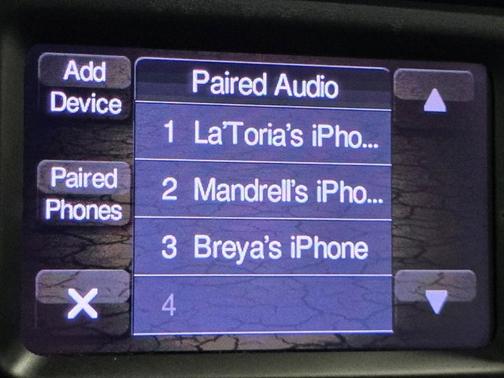 Add
Device
Paired Audio
1 La'Toria's iPho...
2 Mandrell's iPho...
Paired
Phones
3 Breya's iPhone
4